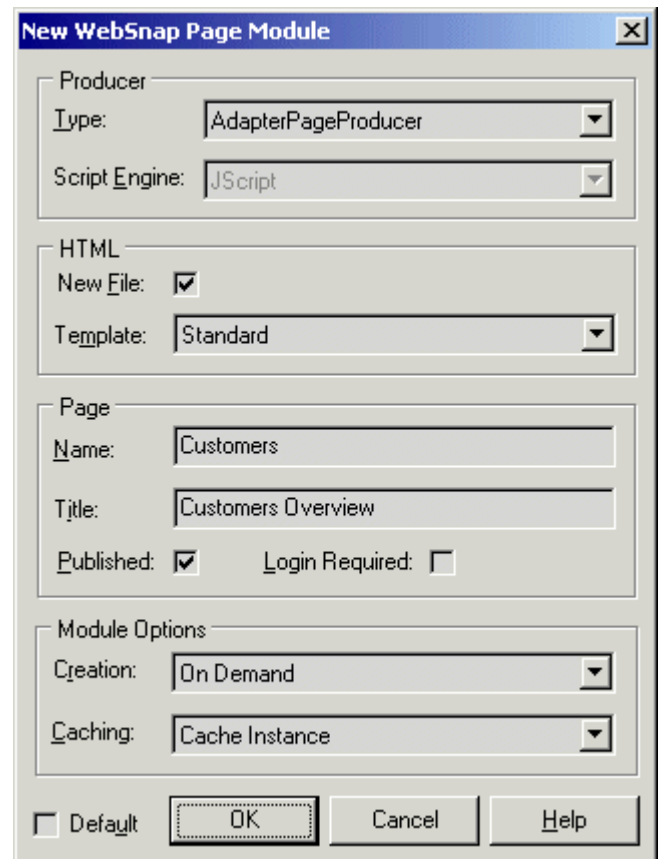 New WebSnap Page Module
Producer
Type: AdapterPageProducer
Script Engine: JScript
HTML
New File:
Template: Standard
Page
Name: Customers
Title: Customers Overview
Published: Login Required:
Module Options
Creation: On Demand
Caching: Cache Instance
Default OK Cancel Help